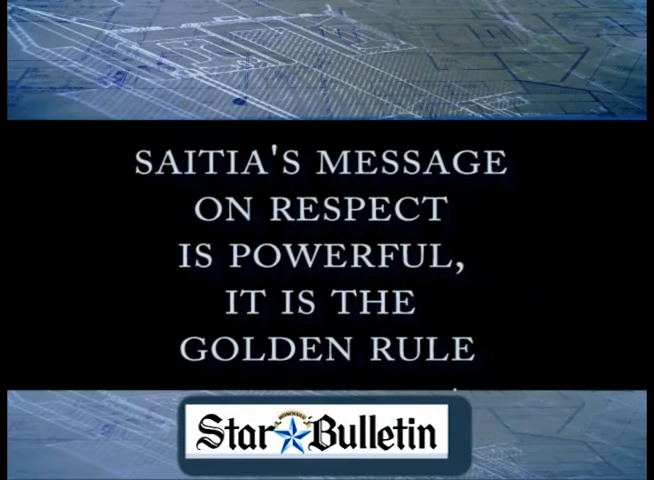 SAITIA'S MESSAGE
ON RESPECT
IS POWERFUL,
IT IS THE
GOLDEN RULE
Star Bulletin